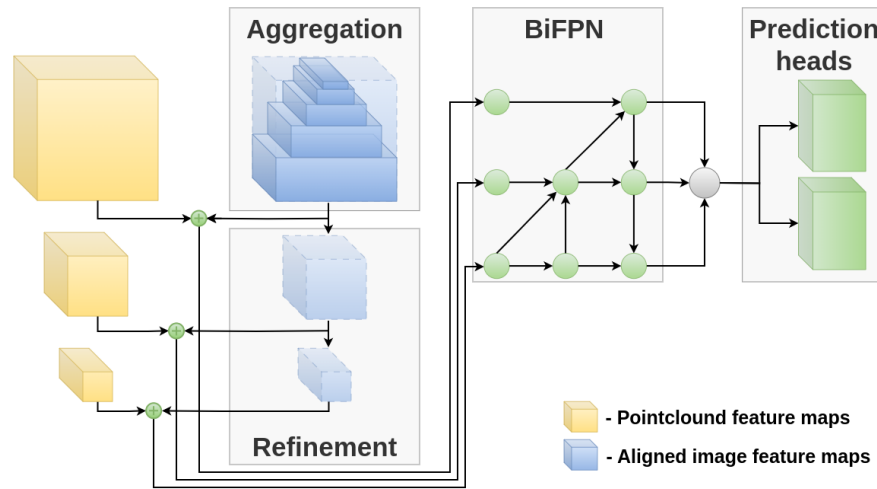 Aggregation
BiFPN
Prediction
heads
Refinement
- Pointclound feature maps
- Aligned image feature maps